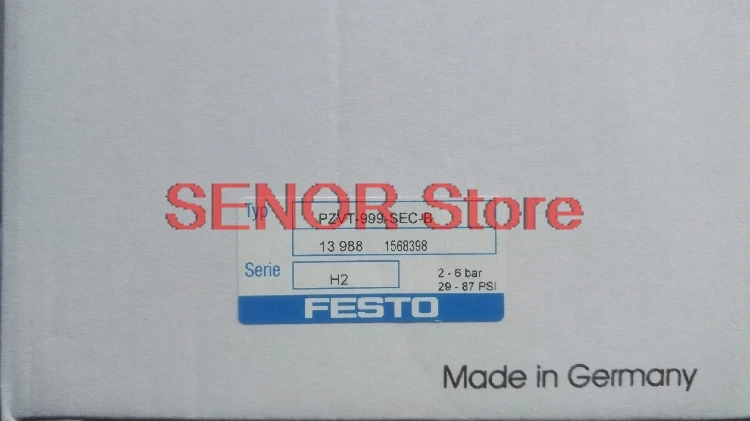 SENOR Store
Typ PZVT-999-SEC-B
13 988 1568398
Serie H2 2 - 6 bar
29 - 87 PSI
FESTO
Made in Germany